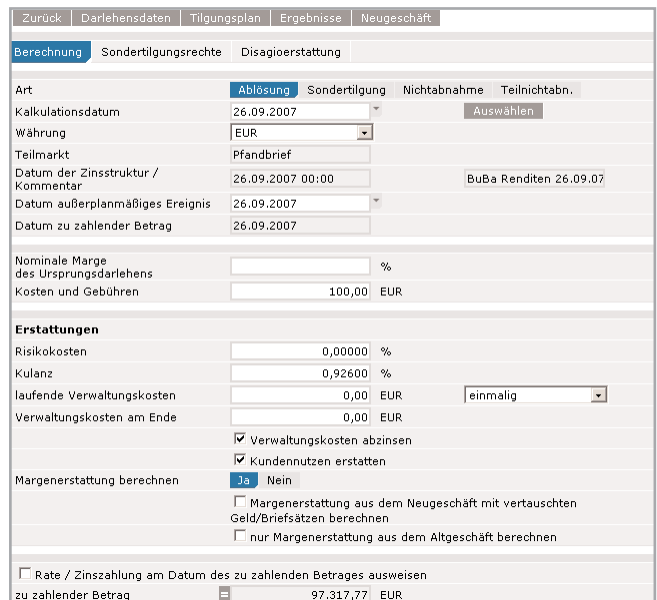 Zurück Darlehensdaten Tilgungsplan Ergebnisse Neugeschäft
Berechnung Sondertilgungsrechte Disagioerstattung
Art Ablösung Sondertilgung Nichtabnahme Teilnichtabn.
Kalkulationsdatum 26.09.2007 Auswählen
Währung EUR
Teilmarkt Pfandbrief
Datum der Zinsstruktur /
Kommentar 26.09.2007 00:00 BuBa Renditen 26.09.07
Datum außerplanmäßiges Ereignis 26.09.2007
Datum zu zahlender Betrag 26.09.2007
Nominale Marge
des Ursprungsdarlehens %
Kosten und Gebühren 100,00 EUR
Erstattungen
Risikokosten 0,00000 %
Kulanz 0,92600 %
laufende Verwaltungskosten 0,00 EUR einmalig
Verwaltungskosten am Ende 0,00 EUR
Verwaltungskosten abzinsen
Kundennutzen erstatten
Margenerstattung berechnen Ja Nein
Margenerstattung aus dem Neugeschäft mit vertauschten
Geld/Briefsätzen berechnen
nur Margenerstattung aus dem Altgeschäft berechnen
Rate / Zinszahlung am Datum des zu zahlenden Betrages ausweisen
zu zahlender Betrag = 97.317,77 EUR